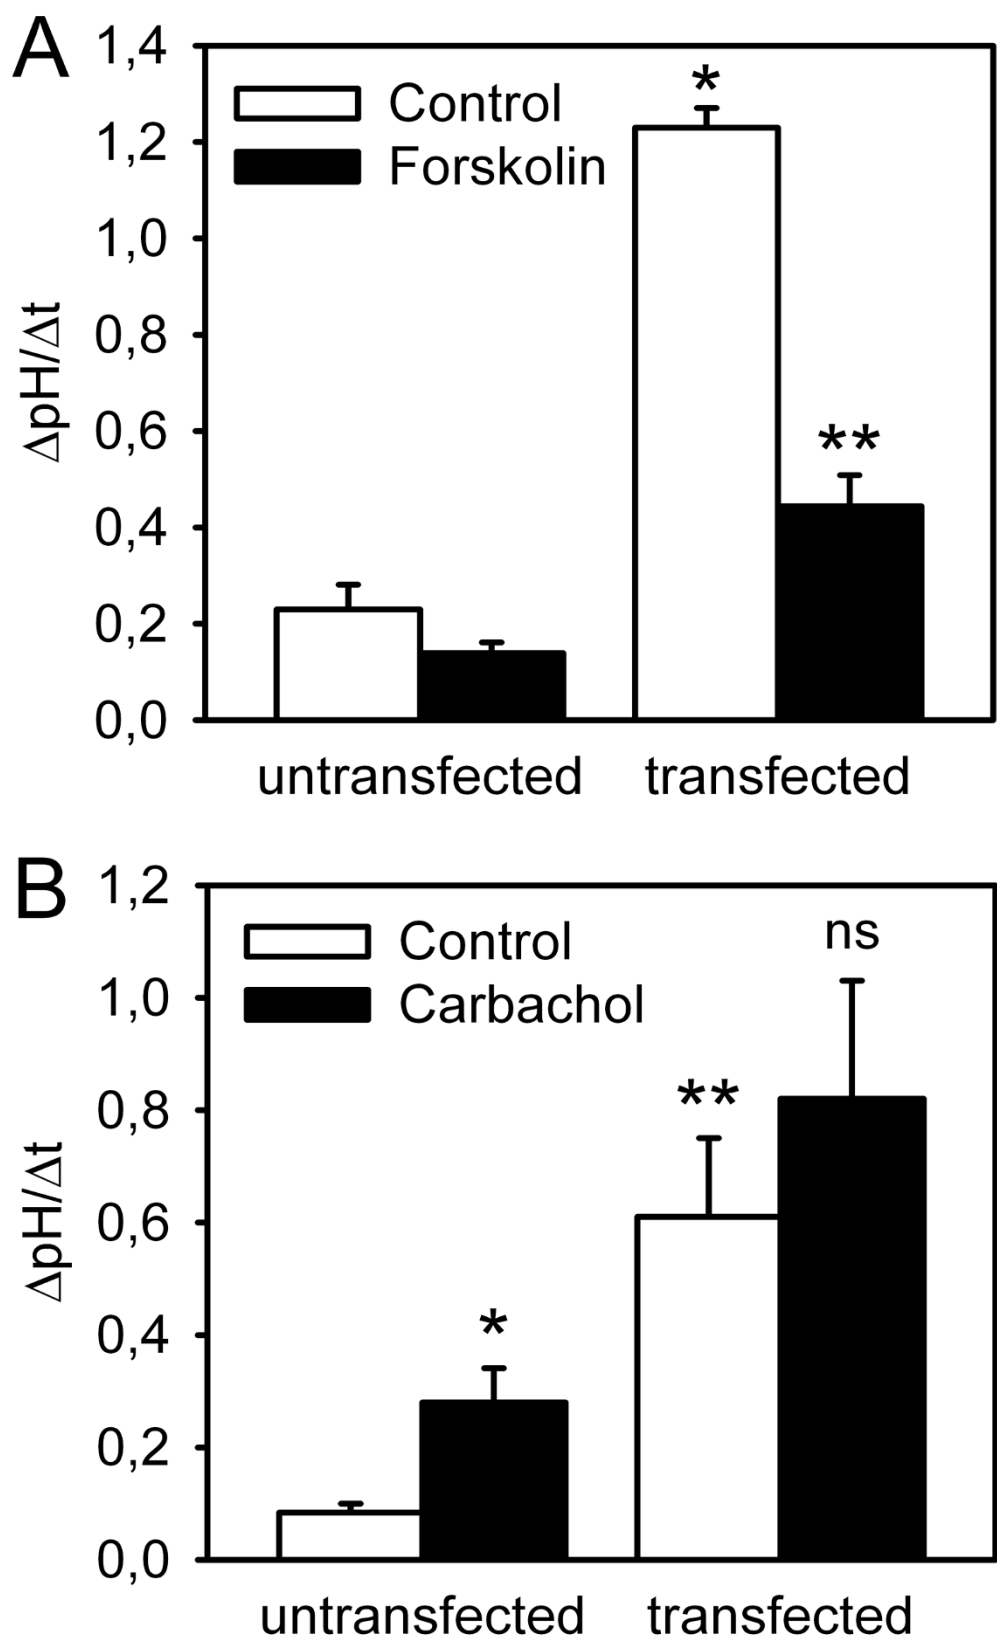 A
1,4
1,2
1,0
0,8
0,6
0,4
0,2
0,0
ΔpH/Δt
Control
Forskolin
*
**
untransfected transfected
B
1,2
1,0
0,8
0,6
0,4
0,2
0,0
ΔpH/Δt
Control
Carbachol
*
**
ns
untransfected transfected